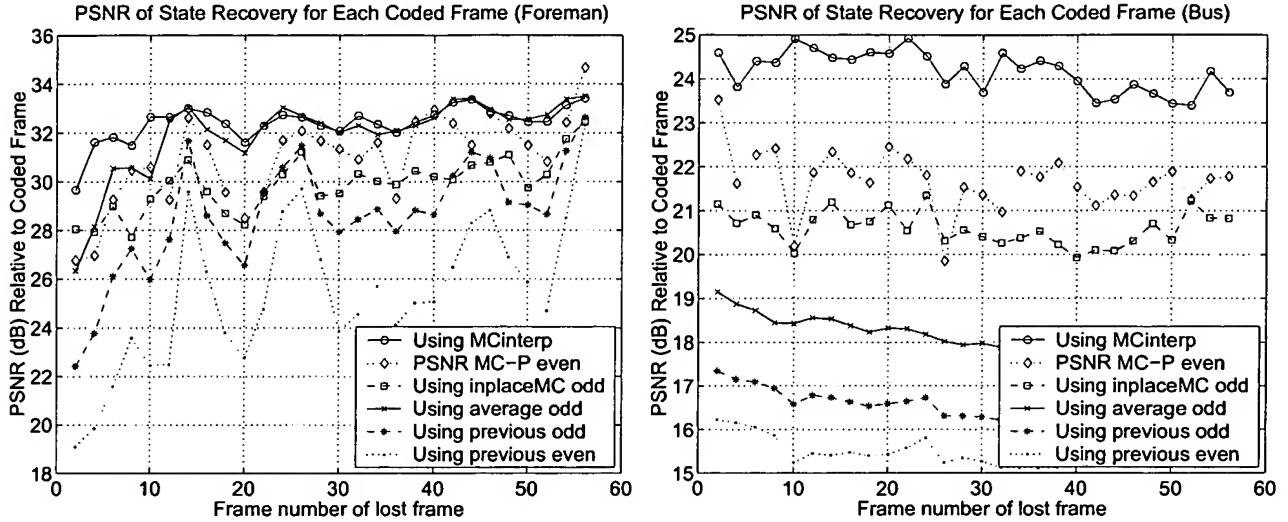 PSNR of State Recovery for Each Coded Frame (Foreman)
PSNR (dB) Relative to Coded Frame
36
34
32
30
28
26
24
22
20
18
0
10
20
30
40
50
60
Frame number of lost frame
Using MCinterp
PSNR MC-P even
Using inplaceMC odd
Using average odd
Using previous odd
Using previous even
PSNR of State Recovery for Each Coded Frame (Bus)
PSNR (dB) Relative to Coded Frame
25
24
23
22
21
20
19
18
17
16
15
0
10
20
30
40
50
60
Frame number of lost frame
Using MCinterp
PSNR MC-P even
Using inplaceMC odd
Using average odd
Using previous odd
Using previous even